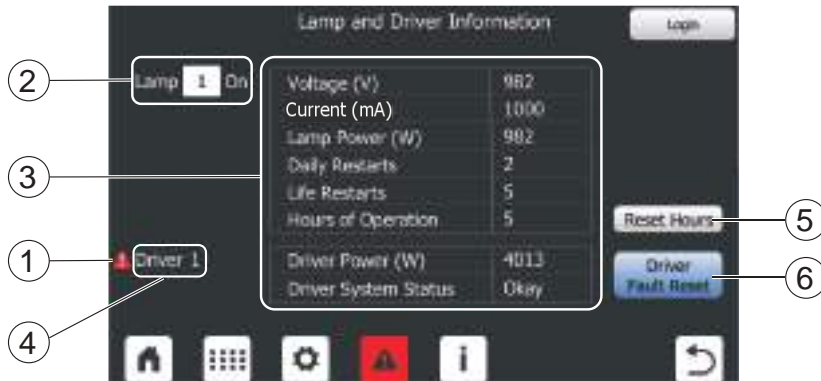 Lamp and Driver Information
Login
2
Lamp 1 On
Voltage (V) 982
Current (mA) 1000
Lamp Power (W) 982
3
Daily Restarts 2
Life Restarts 5
Hours of Operation 5
Reset Hours
5
1
Driver 1
Driver Power (W) 4013
Driver System Status Okay
Driver
Fault Reset
6
4
i